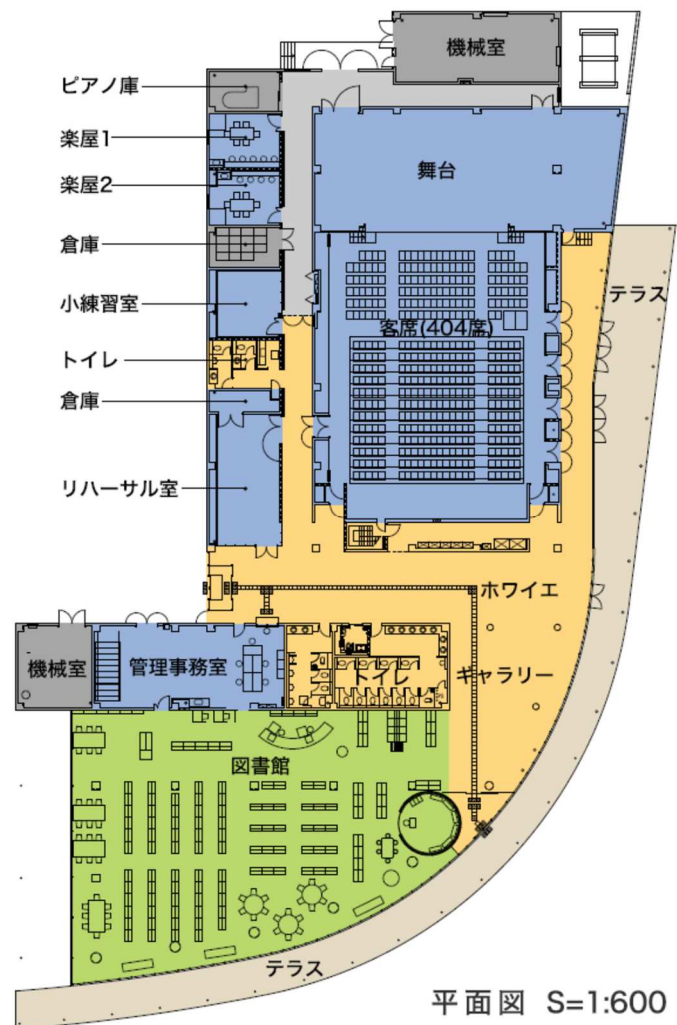 機械室
ピアノ庫
楽屋1
舞台
楽屋2
倉庫
テラス
小練習室
客席(404席)
トイレ
倉庫
リハーサル室
ホワイエ
機械室
管理事務室
トイレ
ギャラリー
図書館
テラス
平面図 S=1:600